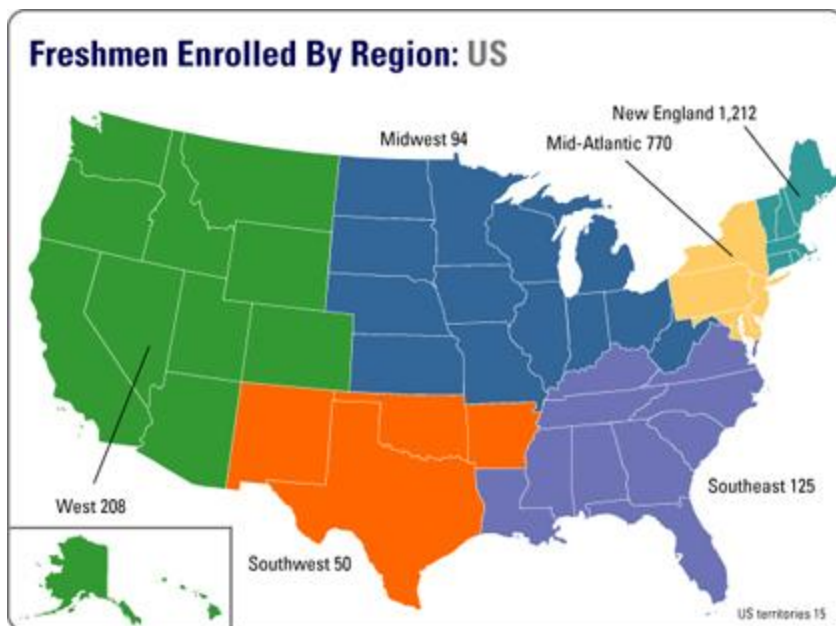 Freshmen Enrolled By Region: US
New England 1,212
Midwest 94
Mid-Atlantic 770
Southeast 125
West 208
Southwest 50
US territories 15